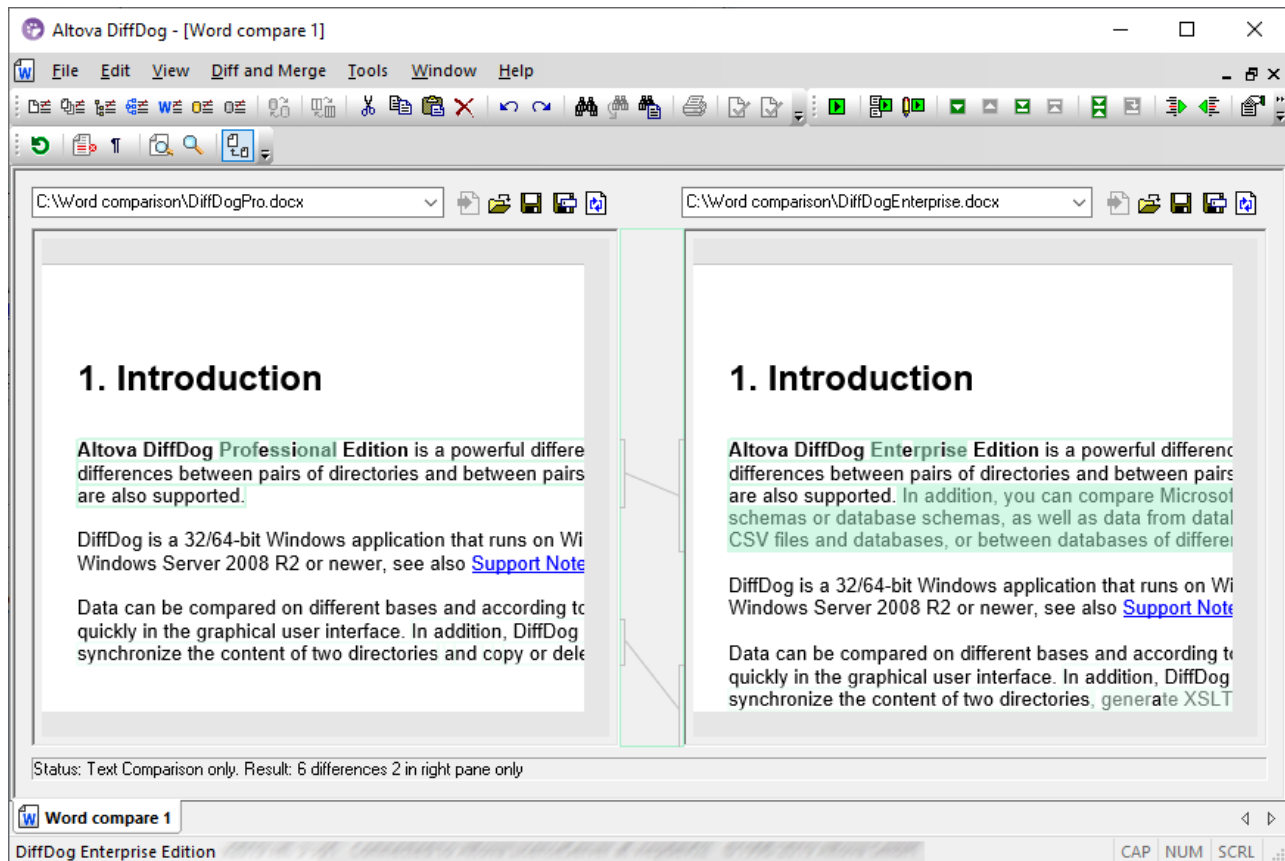 Altova DiffDog - [Word compare 1]
File Edit View Diff and Merge Tools Window Help
C:\Word comparison\DiffDogPro.docx
C:\Word comparison\DiffDogEnterprise.docx
1. Introduction
Altova DiffDog Professional Edition is a powerful differe
differences between pairs of directories and between pairs
are also supported.
DiffDog is a 32/64-bit Windows application that runs on Wi
Windows Server 2008 R2 or newer, see also Support Note
Data can be compared on different bases and according to
quickly in the graphical user interface. In addition, DiffDog
synchronize the content of two directories and copy or dele
1. Introduction
Altova DiffDog Enterprise Edition is a powerful differenc
differences between pairs of directories and between pairs
are also supported. In addition, you can compare Microsof
schemas or database schemas, as well as data from datal
CSV files and databases, or between databases of differe
DiffDog is a 32/64-bit Windows application that runs on Wi
Windows Server 2008 R2 or newer, see also Support Note
Data can be compared on different bases and according to
quickly in the graphical user interface. In addition, DiffDog
synchronize the content of two directories, generate XSLT
Status: Text Comparison only. Result: 6 differences 2 in right pane only
Word compare 1
DiffDog Enterprise Edition
CAP NUM SCRL